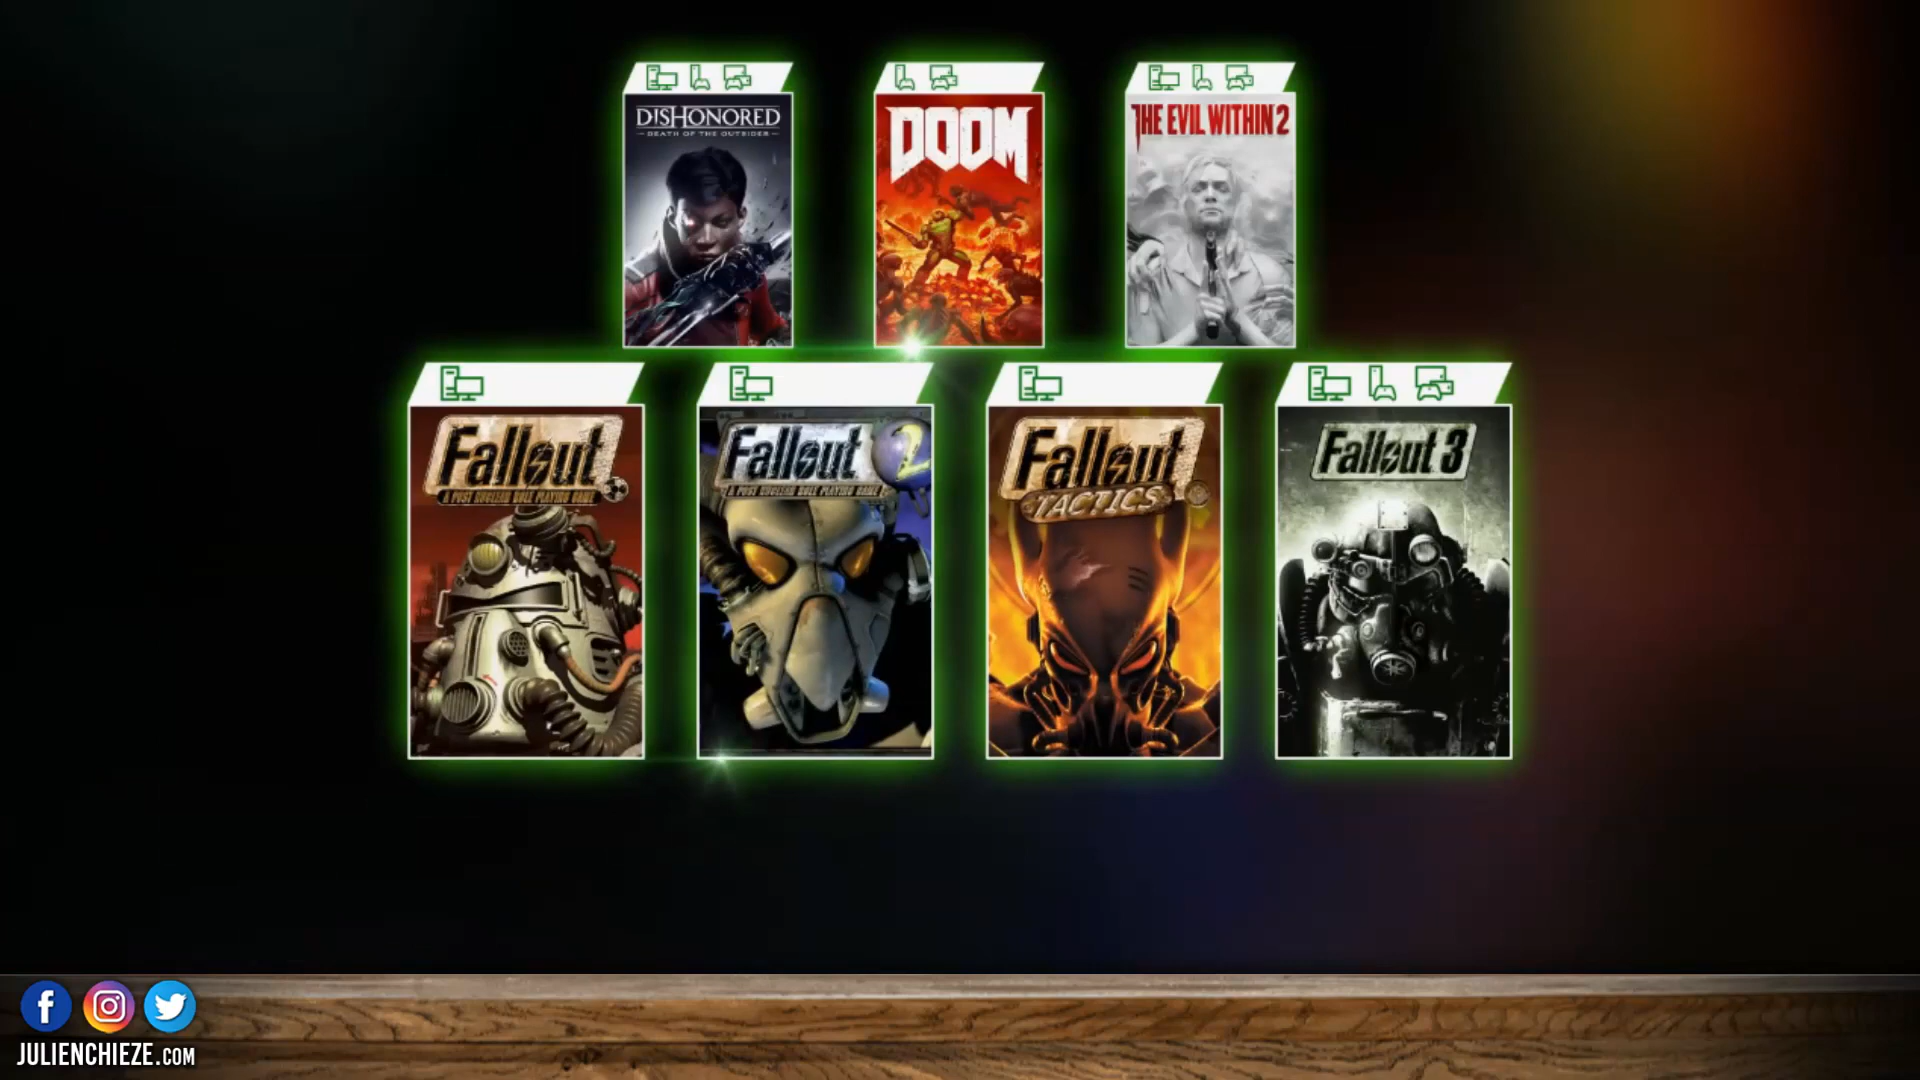 DISHONORED
DEATH OF THE OUTSIDER
DOOM
THE EVIL WITHIN 2
Fallout
A POST NUCLEAR ROLE PLAYING GAME
Fallout 2
A POST NUCLEAR ROLE PLAYING GAME
Fallout
TACTICS
Fallout 3
JULIENCHIEZE.COM